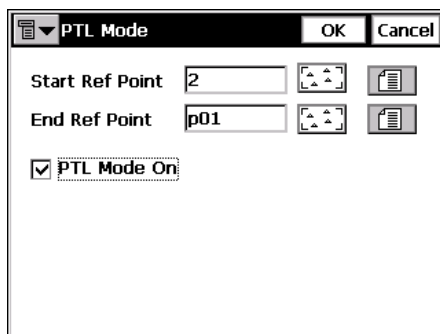 PTL Mode OK Cancel
Start Ref Point 2
End Ref Point p01
PTL Mode On